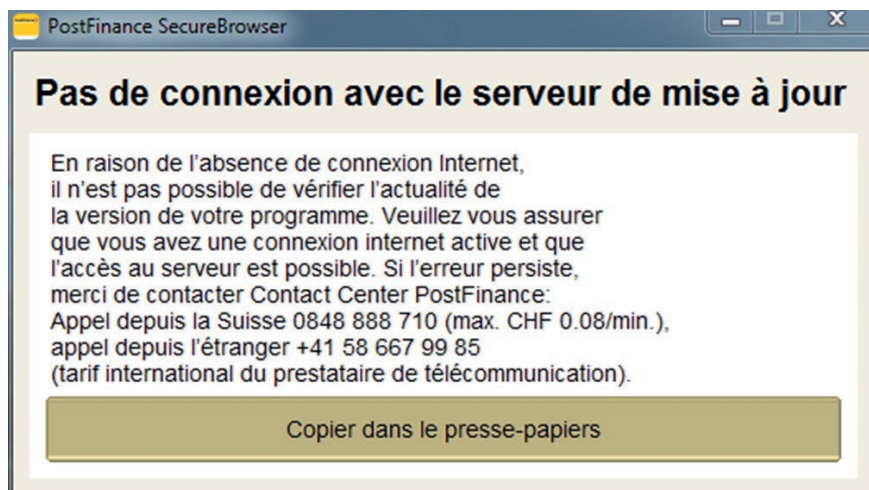 PostFinance SecureBrowser
Pas de connexion avec le serveur de mise à jour
En raison de l’absence de connexion Internet,
il n’est pas possible de vérifier l’actualité de
la version de votre programme. Veuillez vous assurer
que vous avez une connexion internet active et que
l’accès au serveur est possible. Si l’erreur persiste,
merci de contacter Contact Center PostFinance:
Appel depuis la Suisse 0848 888 710 (max. CHF 0.08/min.),
appel depuis l’étranger +41 58 667 99 85
(tarif international du prestataire de télécommunication).
Copier dans le presse-papiers